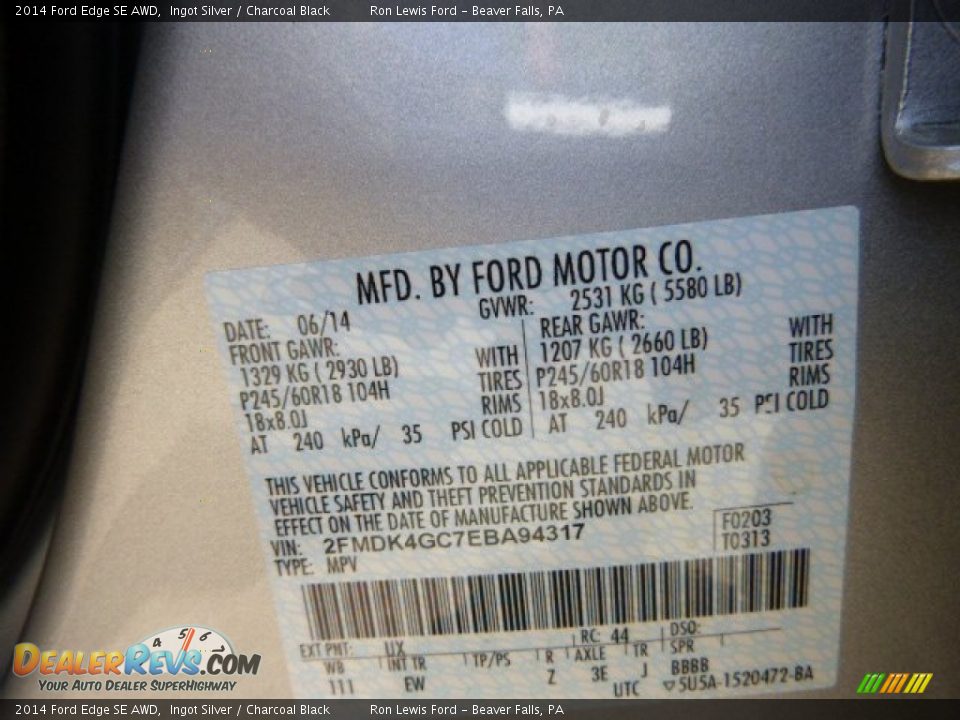 2014 Ford Edge SE AWD, Ingot Silver / Charcoal Black Ron Lewis Ford - Beaver Falls, PA
MFD. BY FORD MOTOR CO.
DATE: 06/14 GVWR: 2531 KG ( 5580 LB)
FRONT GAWR: REAR GAWR:
1329 KG ( 2930 LB) WITH 1207 KG ( 2660 LB) WITH
P245/60R18 104H TIRES P245/60R18 104H TIRES
18x8.0J RIMS 18x8.0J RIMS
AT 240 kPa/ 35 PSI COLD AT 240 kPa/ 35 PSI COLD
THIS VEHICLE CONFORMS TO ALL APPLICABLE FEDERAL MOTOR
VEHICLE SAFETY AND THEFT PREVENTION STANDARDS IN
EFFECT ON THE DATE OF MANUFACTURE SHOWN ABOVE.
VIN: 2FMDK4GC7EBA94317 F0203
TYPE: MPV T0313
EXT PNT: UX RC: 44 DSO:
WB INT TR TP/PS R AXLE TR SPR
111 EW Z 3E J BBBB
UTC ▽5U5A-1520472-BA
4 5 6
DEALERREVS.COM
YOUR AUTO DEALER SUPERHIGHWAY
2014 Ford Edge SE AWD, Ingot Silver / Charcoal Black Ron Lewis Ford - Beaver Falls, PA